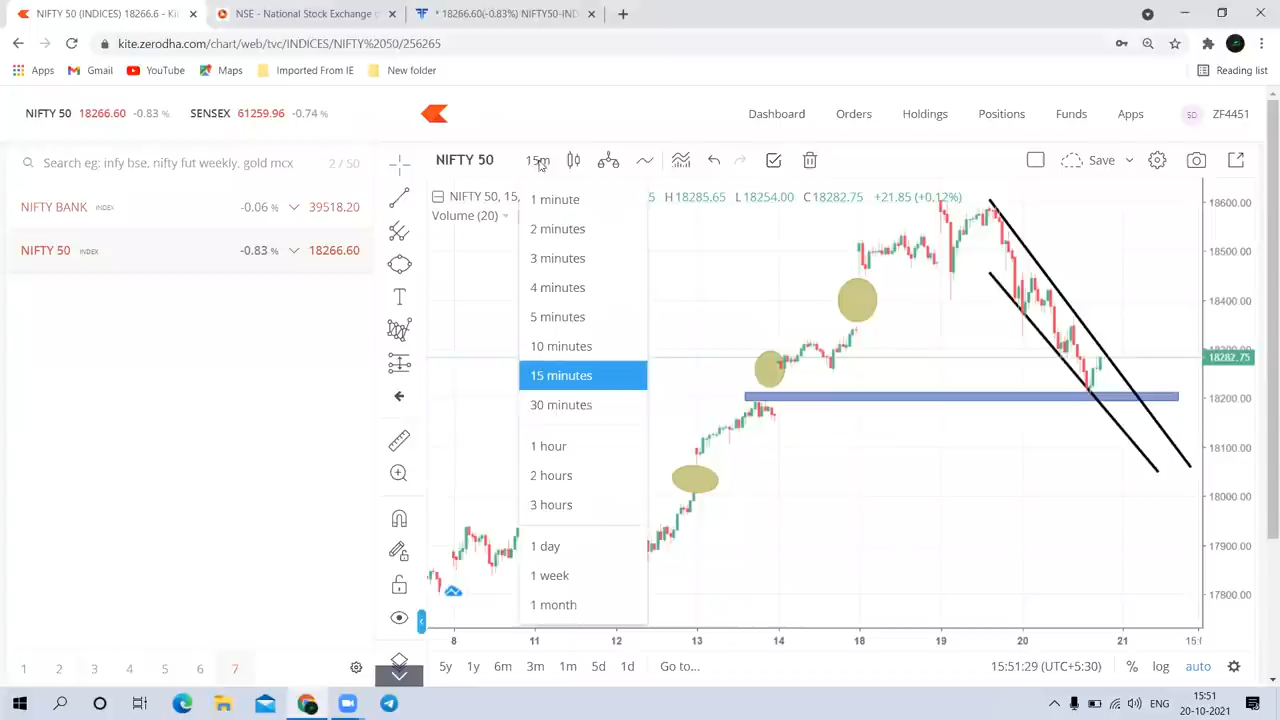 NIFTY 50 (INDICES) 18266.6 - Ki
NSE - National Stock Exchange o
* 18266.60(-0.83%) NIFTY50-IND
kite.zerodha.com/chart/web/tvc/INDICES/NIFTY%2050/256265
Apps
Gmail
YouTube
Maps
Imported From IE
New folder
Reading list
NIFTY 50 18266.60 -0.83 %
SENSEX 61259.96 -0.74 %
Dashboard
Orders
Holdings
Positions
Funds
Apps
SD
ZF4451
Search eg: infy bse, nifty fut weekly, gold mcx
2 / 50
NIFTY BANK INDEX -0.06 % 39518.20
NIFTY 50 INDEX -0.83 % 18266.60
NIFTY 50
15m
Save
NIFTY 50, 15,
5 H18285.65 L18254.00 C18282.75 +21.85 (+0.12%)
Volume (20)
1 minute
2 minutes
3 minutes
4 minutes
5 minutes
10 minutes
15 minutes
30 minutes
1 hour
2 hours
3 hours
1 day
1 week
1 month
18600.00
18500.00
18400.00
18300.00
18282.75
18200.00
18000.00
17900.00
17800.00
8 11 12 13 14 18 19 20 21 15:
5y 1y 6m 3m 1m 5d 1d
Go to...
15:51:29 (UTC+5:30)
%
log
auto
1 2 3 4 5 6 7
ENG
15:51
20-10-2021